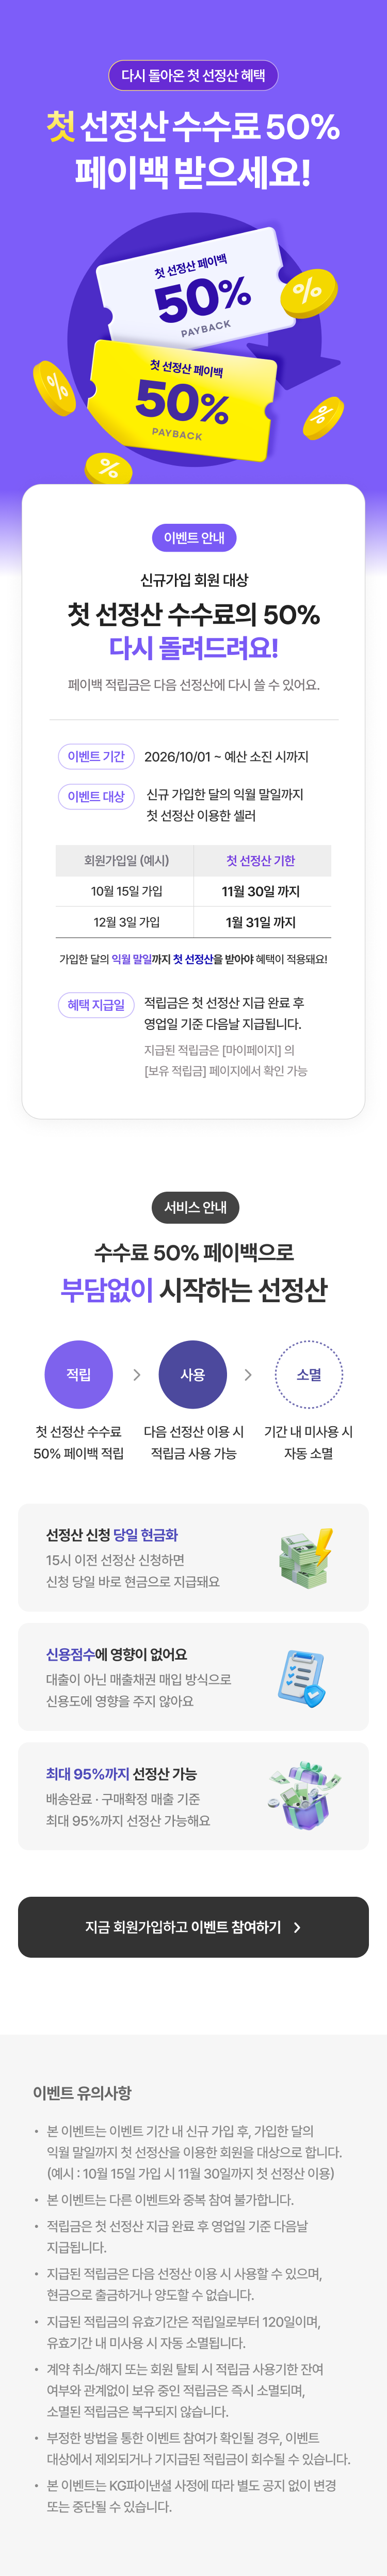 다시 돌아온 첫 선정산 혜택
첫 선정산 수수료 50%
페이백 받으세요!
첫 선정산 페이백
50%
PAYBACK
%
첫 선정산 페이백
50%
PAYBACK
%
%
%
이벤트 안내
신규가입 회원 대상
첫 선정산 수수료의 50%
다시 돌려드려요!
페이백 적립금은 다음 선정산에 다시 쓸 수 있어요.
이벤트 기간 2026/10/01 ~ 예산 소진 시까지
이벤트 대상 신규 가입한 달의 익월 말일까지
첫 선정산 이용한 셀러
회원가입일 (예시) 첫 선정산 기한
10월 15일 가입 11월 30일 까지
12월 3일 가입 1월 31일 까지
가입한 달의 익월 말일까지 첫 선정산을 받아야 혜택이 적용돼요!
혜택 지급일 적립금은 첫 선정산 지급 완료 후
영업일 기준 다음날 지급됩니다.
지급된 적립금은 [마이페이지] 의
[보유 적립금] 페이지에서 확인 가능
서비스 안내
수수료 50% 페이백으로
부담없이 시작하는 선정산
적립 > 사용 > 소멸
첫 선정산 수수료 다음 선정산 이용 시 기간 내 미사용 시
50% 페이백 적립 적립금 사용 가능 자동 소멸
선정산 신청 당일 현금화
15시 이전 선정산 신청하면
신청 당일 바로 현금으로 지급돼요
신용점수에 영향이 없어요
대출이 아닌 매출채권 매입 방식으로
신용도에 영향을 주지 않아요
최대 95%까지 선정산 가능
배송완료 · 구매확정 매출 기준
최대 95%까지 선정산 가능해요
지금 회원가입하고 이벤트 참여하기 >
이벤트 유의사항
• 본 이벤트는 이벤트 기간 내 신규 가입 후, 가입한 달의
익월 말일까지 첫 선정산을 이용한 회원을 대상으로 합니다.
(예시 : 10월 15일 가입 시 11월 30일까지 첫 선정산 이용)
• 본 이벤트는 다른 이벤트와 중복 참여 불가합니다.
• 적립금은 첫 선정산 지급 완료 후 영업일 기준 다음날
지급됩니다.
• 지급된 적립금은 다음 선정산 이용 시 사용할 수 있으며,
현금으로 출금하거나 양도할 수 없습니다.
• 지급된 적립금의 유효기간은 적립일로부터 120일이며,
유효기간 내 미사용 시 자동 소멸됩니다.
• 계약 취소/해지 또는 회원 탈퇴 시 적립금 사용기한 잔여
여부와 관계없이 보유 중인 적립금은 즉시 소멸되며,
소멸된 적립금은 복구되지 않습니다.
• 부정한 방법을 통한 이벤트 참여가 확인될 경우, 이벤트
대상에서 제외되거나 기지급된 적립금이 회수될 수 있습니다.
• 본 이벤트는 KG파이낸셜 사정에 따라 별도 공지 없이 변경
또는 중단될 수 있습니다.